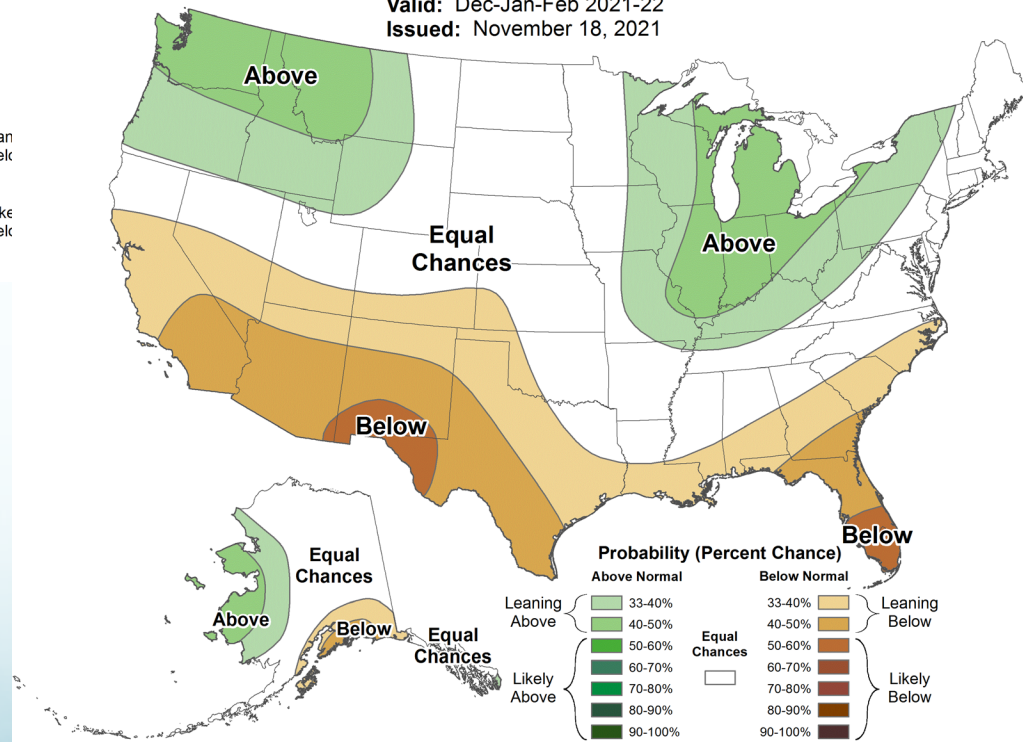 Valid: Dec-Jan-Feb 2021-22
Issued: November 18, 2021
Above
Equal
Chances
Above
Below
Below
Equal
Chances
Above
Below
Equal
Chances
Probability (Percent Chance)
Above Normal
Below Normal
Leaning
Above
33-40%
40-50%
50-60%
60-70%
70-80%
80-90%
90-100%
Likely
Above
Equal
Chances
33-40%
40-50%
50-60%
60-70%
70-80%
80-90%
90-100%
Leaning
Below
Likely
Below